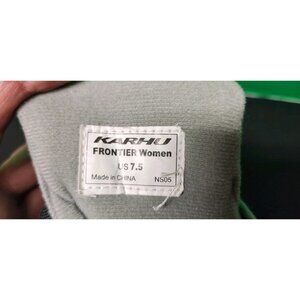 KARHU
FRONTIER Women
US 7.5
Made in CHINA NS05